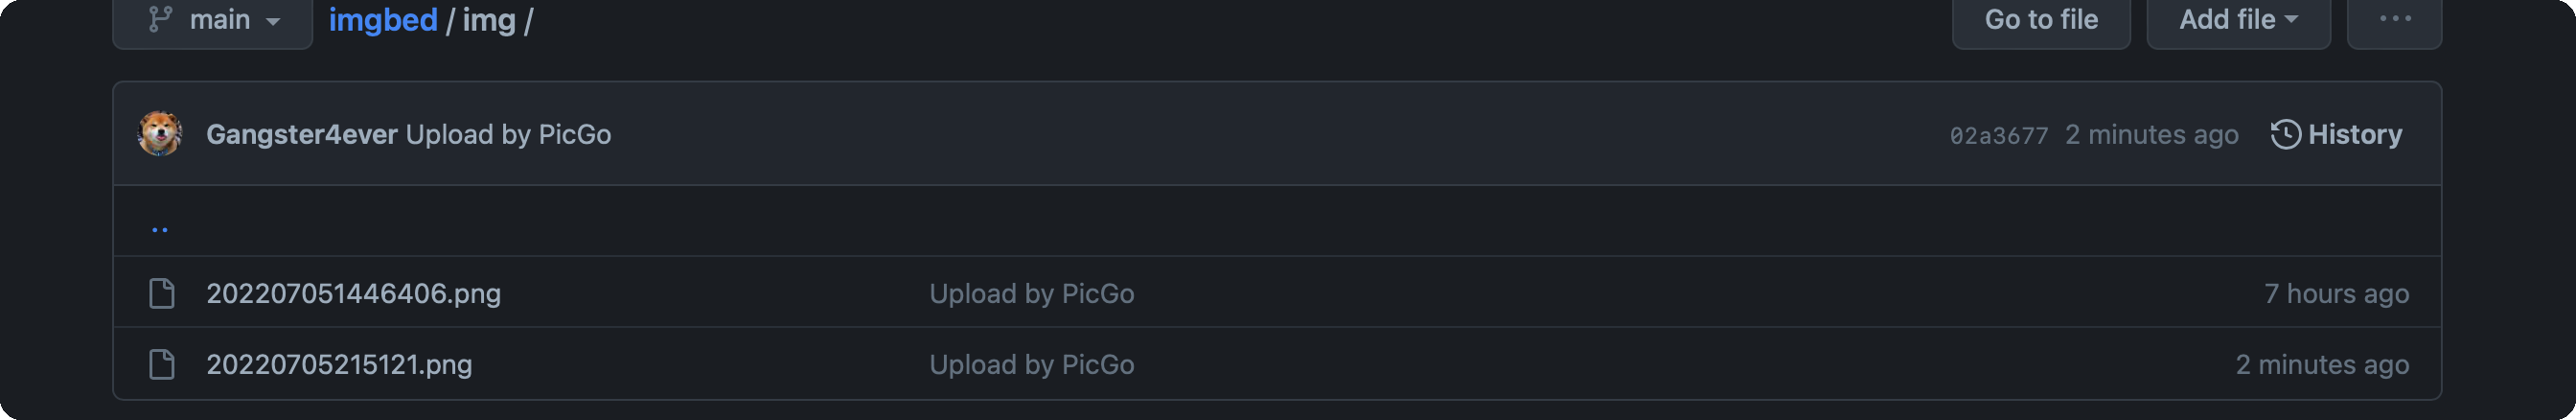 main imgbed / img / Go to file Add file ...
Gangster4ever Upload by PicGo 02a3677 2 minutes ago History
..
202207051446406.png Upload by PicGo 7 hours ago
20220705215121.png Upload by PicGo 2 minutes ago